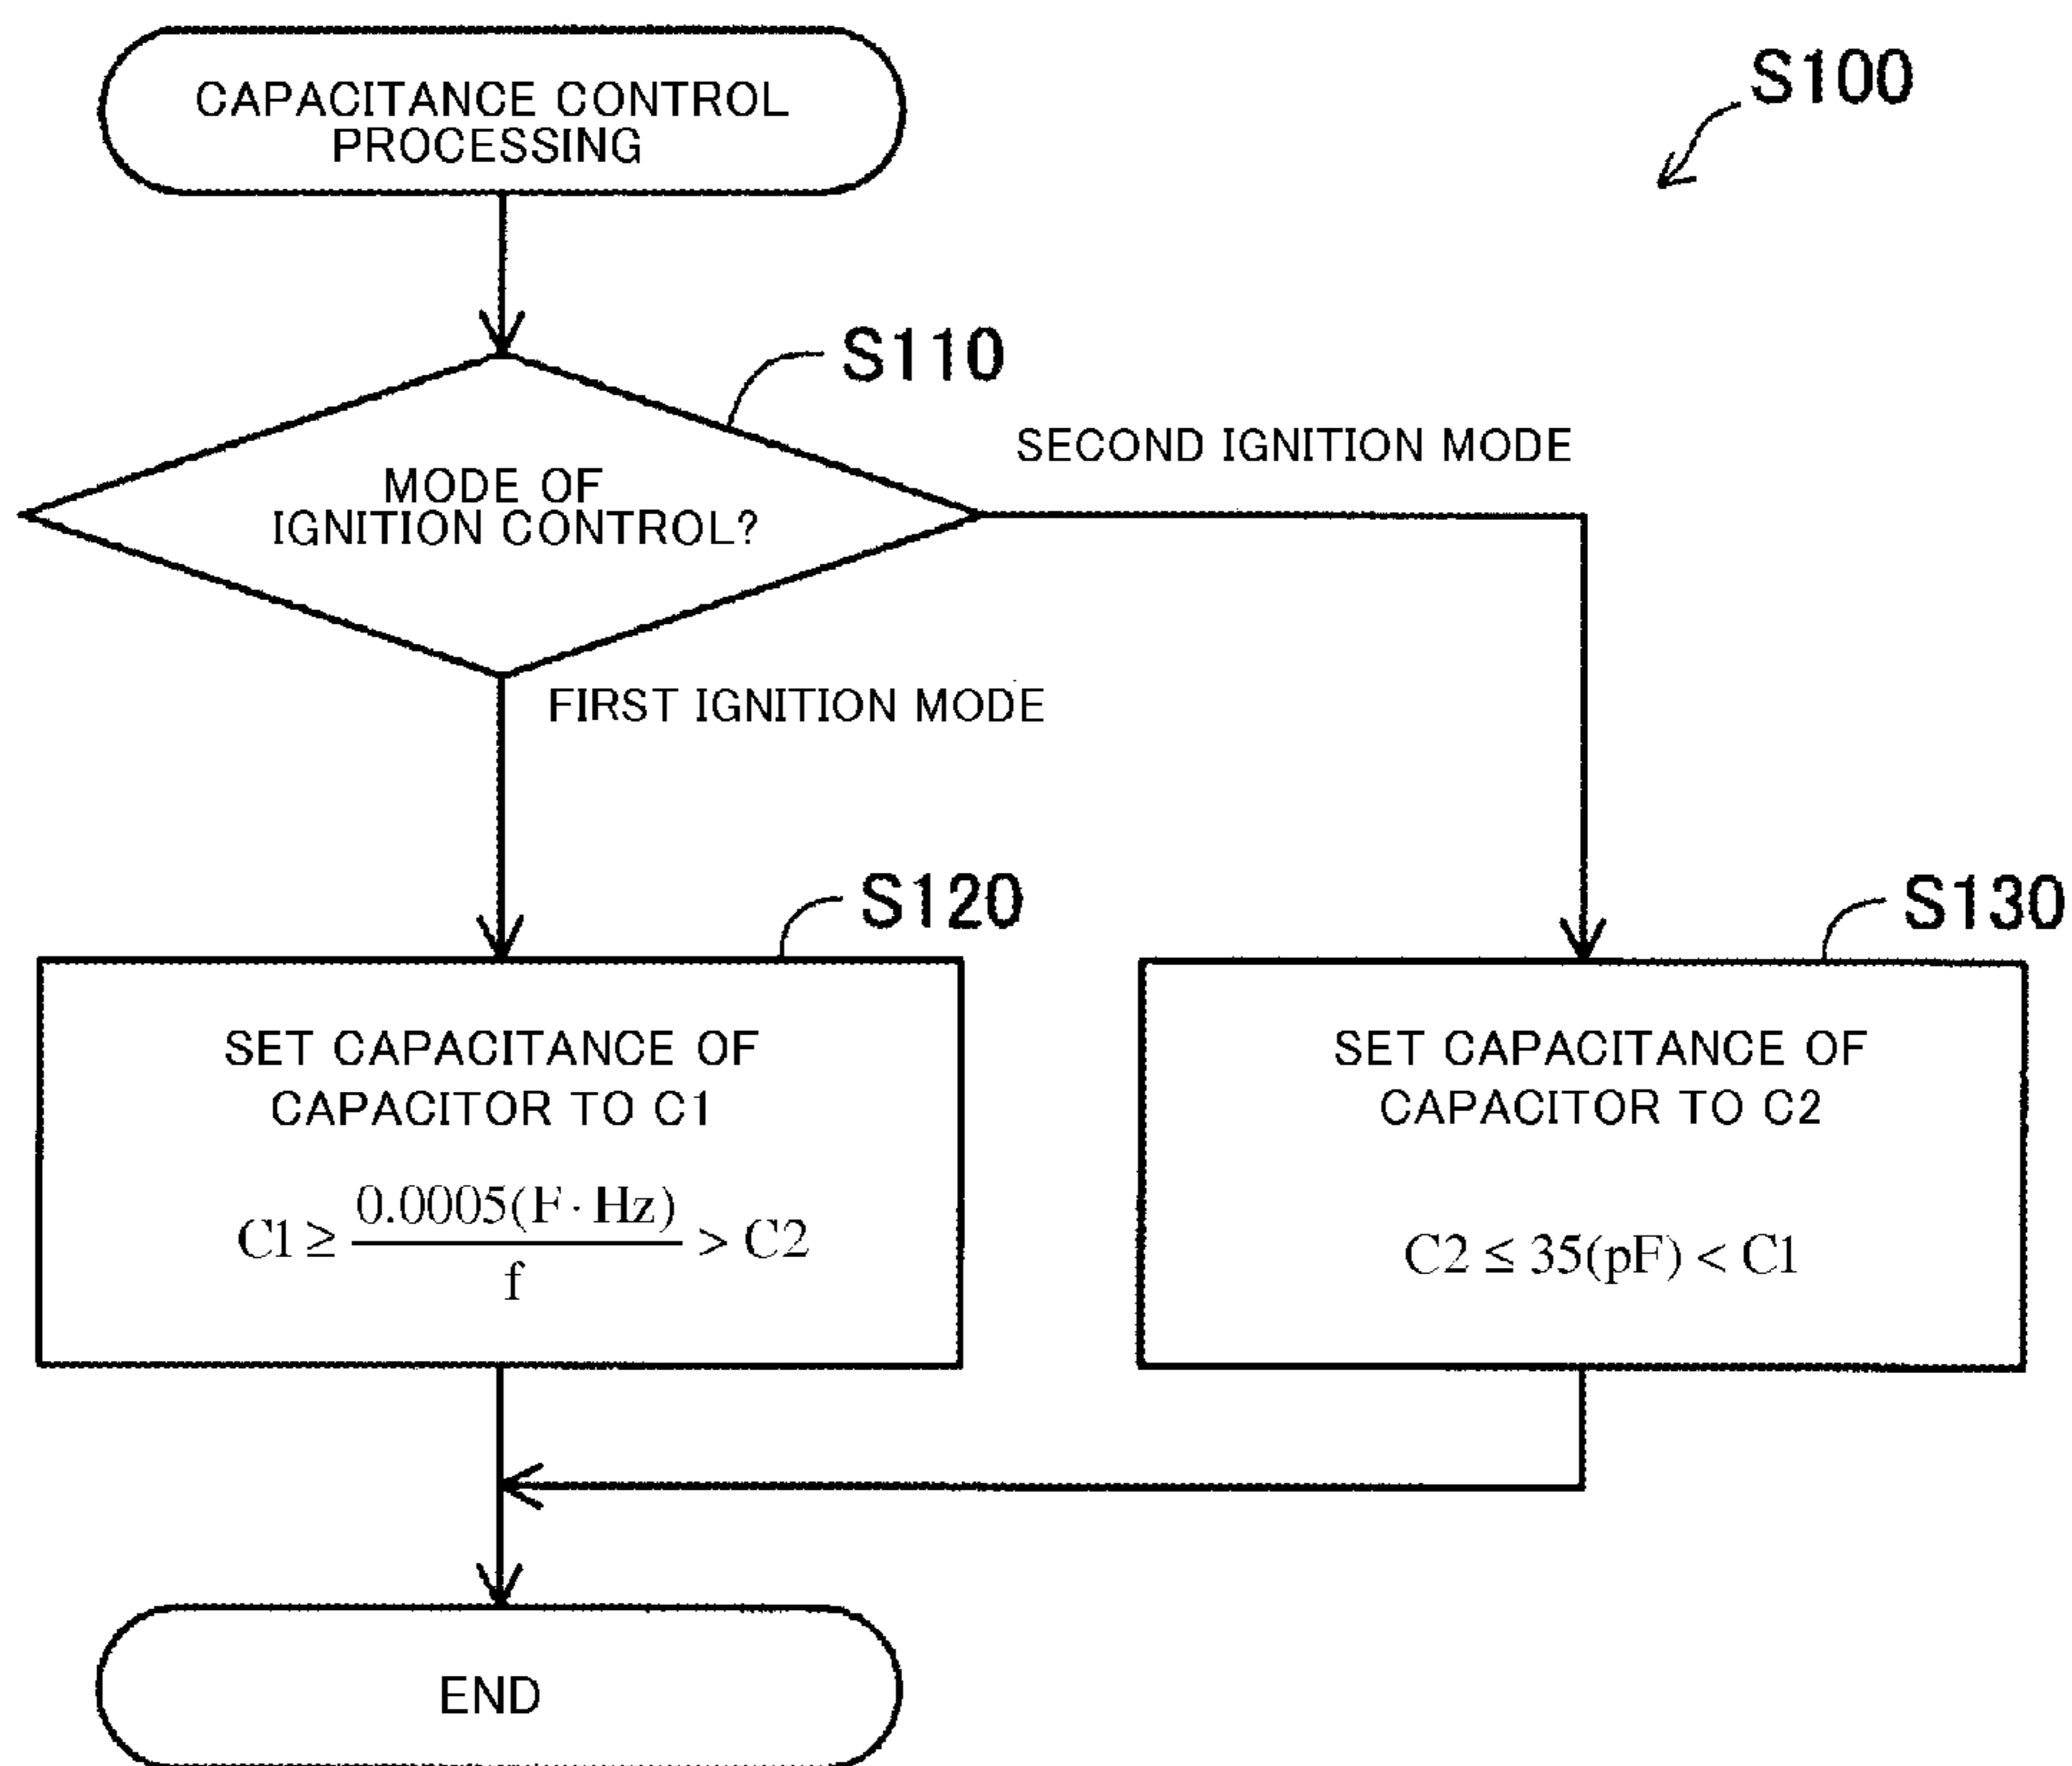 CAPACITANCE CONTROL
PROCESSING
S100
S110
MODE OF
IGNITION CONTROL?
SECOND IGNITION MODE
FIRST IGNITION MODE
S120
SET CAPACITANCE OF
CAPACITOR TO C1
C1 ≥ 0.0005(F·Hz)/f > C2
S130
SET CAPACITANCE OF
CAPACITOR TO C2
C2 ≤ 35(pF) < C1
END